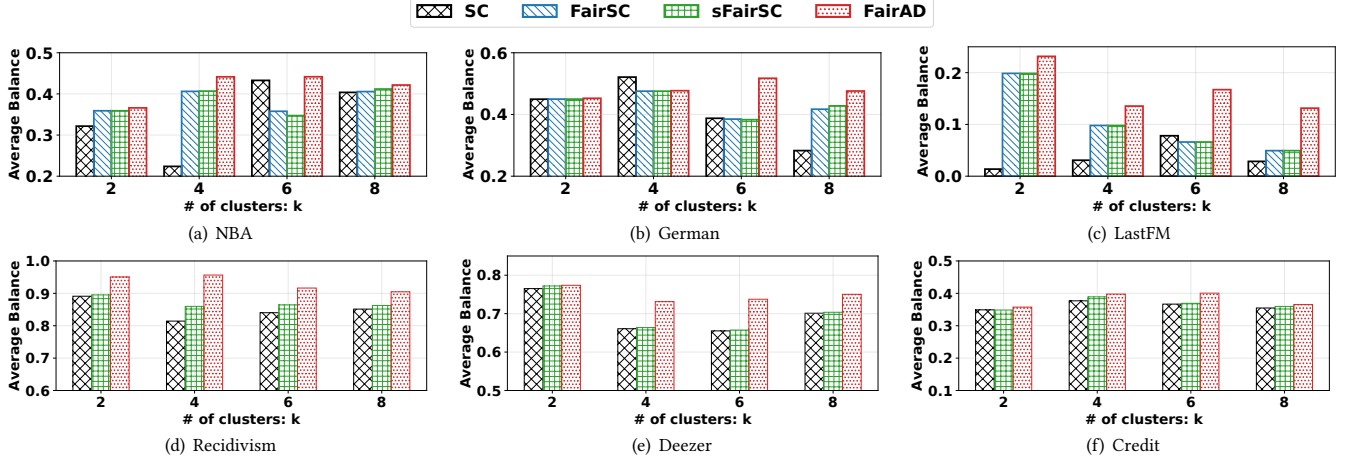 SC FairSC sFairSC FairAD
Average Balance
0.5
0.4
0.3
0.2
2 4 6 8
# of clusters: k
(a) NBA
Average Balance
0.6
0.4
0.2
2 4 6 8
# of clusters: k
(b) German
Average Balance
0.2
0.1
0.0
2 4 6 8
# of clusters: k
(c) LastFM
Average Balance
1.0
0.9
0.8
0.7
0.6
2 4 6 8
# of clusters: k
(d) Recidivism
Average Balance
0.8
0.7
0.6
0.5
2 4 6 8
# of clusters: k
(e) Deezer
Average Balance
0.5
0.4
0.3
0.2
0.1
2 4 6 8
# of clusters: k
(f) Credit